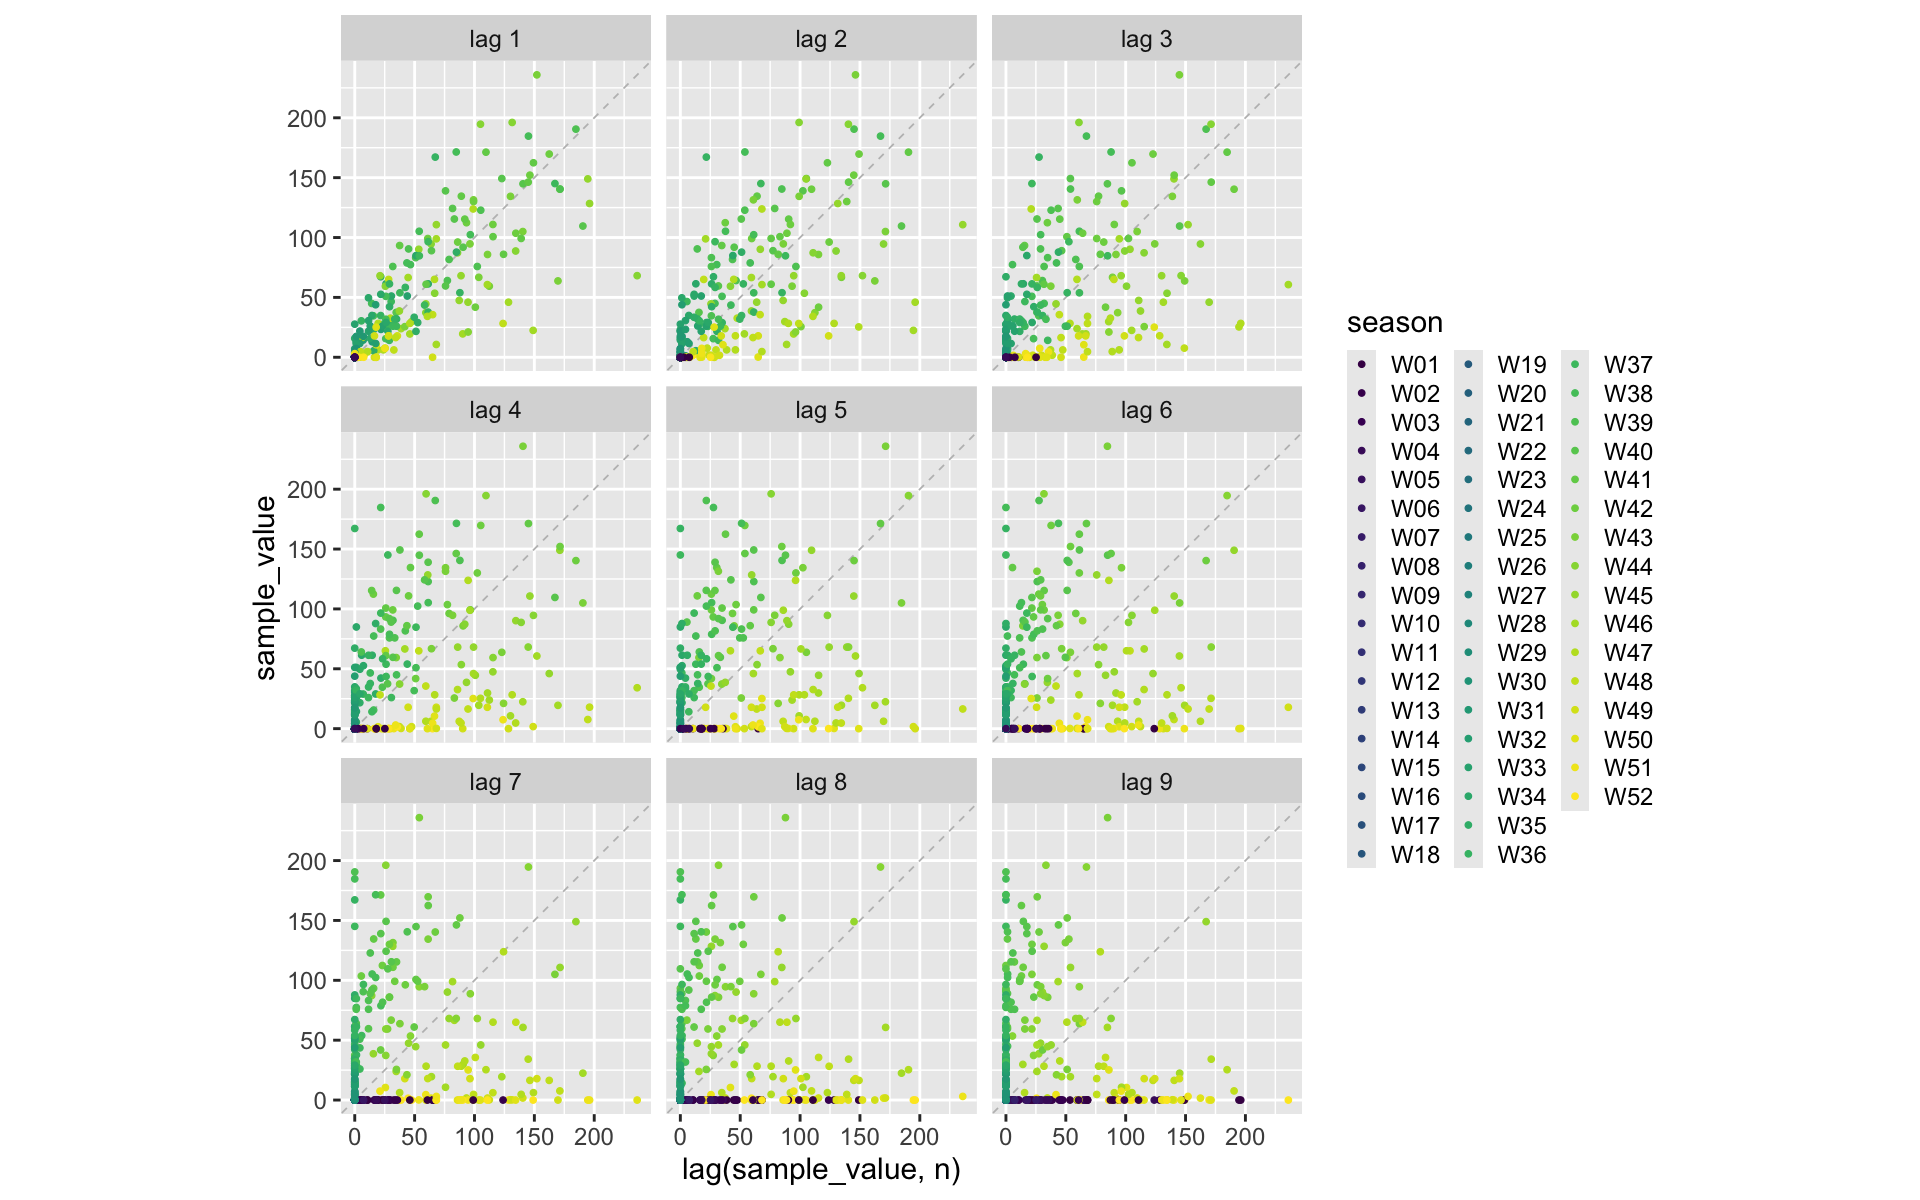 lag 1
lag 2
lag 3
200
150
100
50
0
lag 4
lag 5
lag 6
200
150
100
50
0
lag 7
lag 8
lag 9
200
150
100
50
0
0 50 100 150 200
0 50 100 150 200
0 50 100 150 200
lag(sample_value, n)
sample_value
season
W01 W19 W37
W02 W20 W38
W03 W21 W39
W04 W22 W40
W05 W23 W41
W06 W24 W42
W07 W25 W43
W08 W26 W44
W09 W27 W45
W10 W28 W46
W11 W29 W47
W12 W30 W48
W13 W31 W49
W14 W32 W50
W15 W33 W51
W16 W34 W52
W17 W35
W18 W36